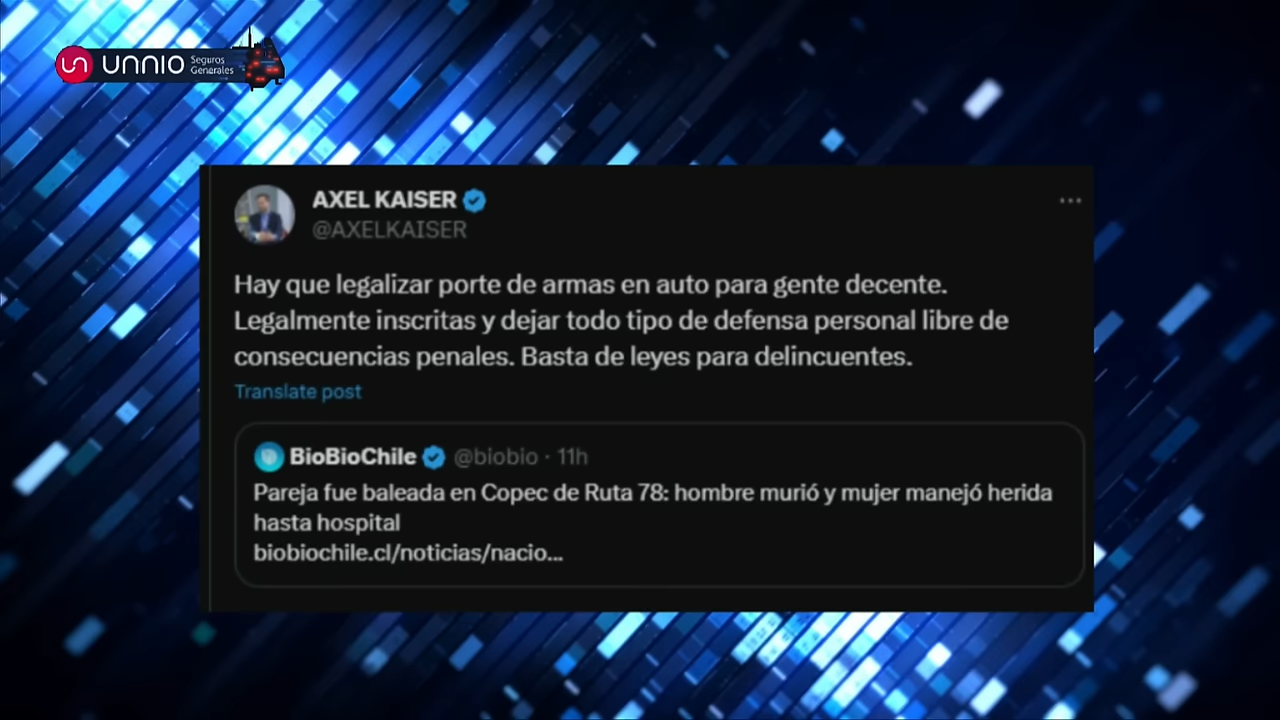 UNNIO Seguros
Generales
AXEL KAISER
@AXELKAISER
Hay que legalizar porte de armas en auto para gente decente.
Legalmente inscritas y dejar todo tipo de defensa personal libre de
consecuencias penales. Basta de leyes para delincuentes.
Translate post
BioBioChile @biobio · 11h
Pareja fue baleada en Copec de Ruta 78: hombre murió y mujer manejó herida
hasta hospital
biobiochile.cl/noticias/nacio...